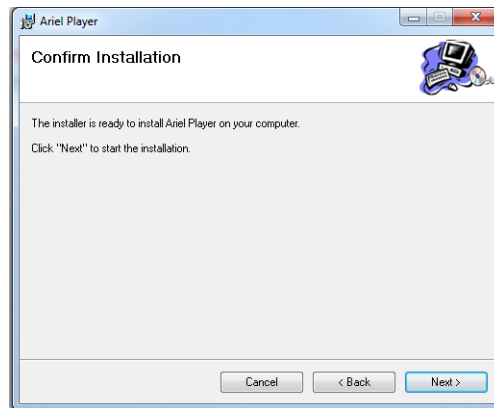 Ariel Player
Confirm Installation
The installer is ready to install Ariel Player on your computer.
Click "Next" to start the installation.
Cancel
< Back
Next >